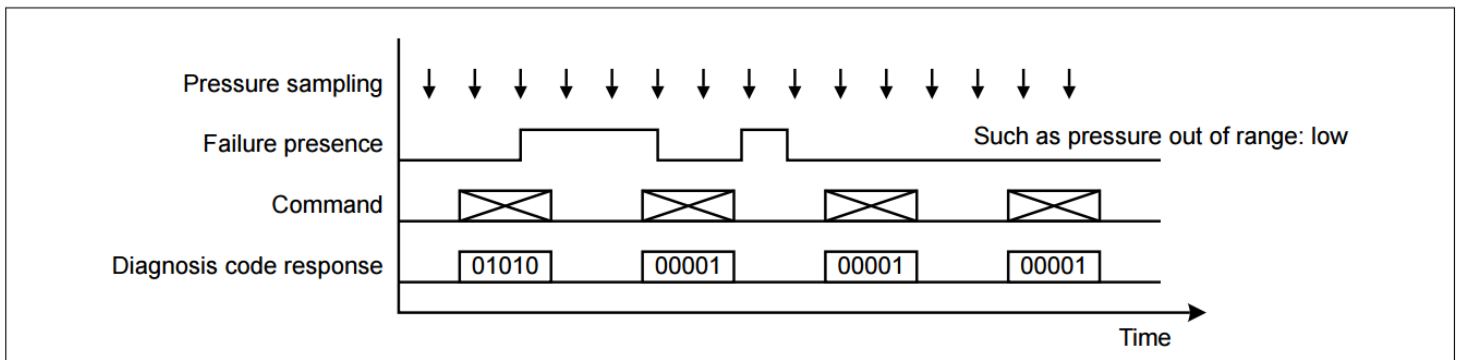 Pressure sampling
Failure presence
Such as pressure out of range: low
Command
Diagnosis code response
01010
00001
00001
00001
Time